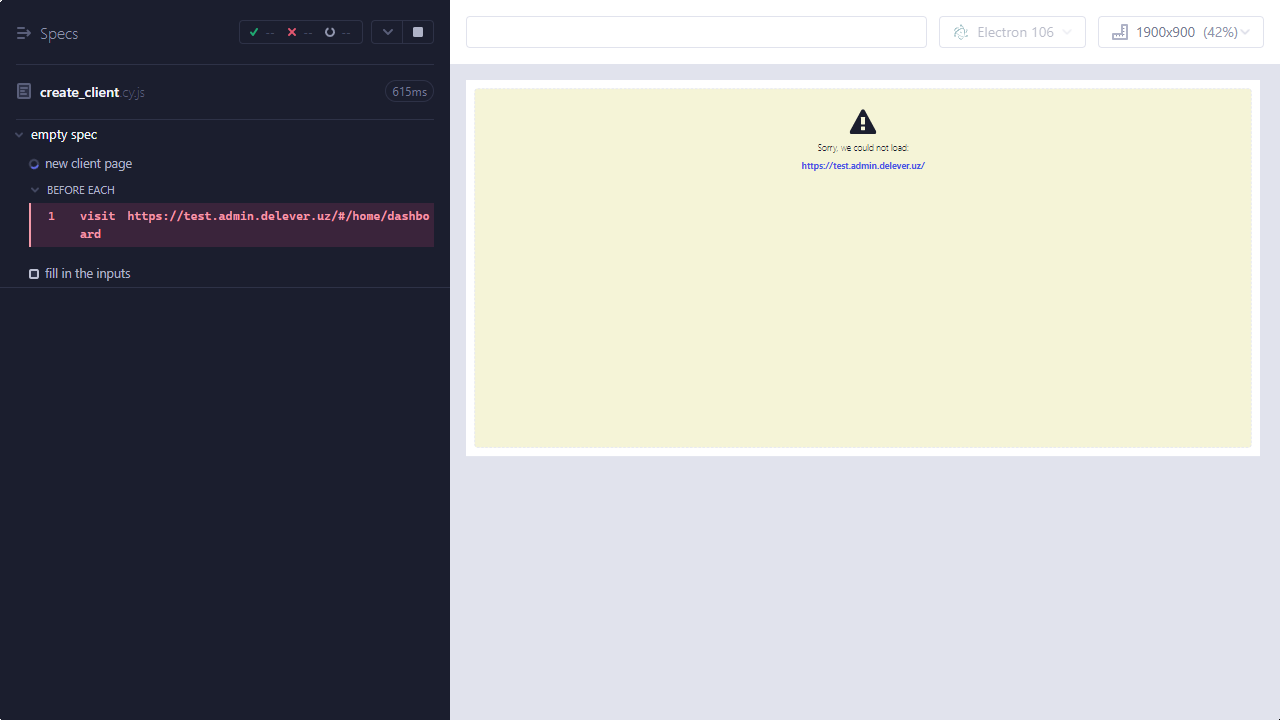 Specs
-- -- --
create_client.cy.js 615ms
empty spec
new client page
BEFORE EACH
1 visit https://test.admin.delever.uz/#/home/dashbo
ard
fill in the inputs
Electron 106
1900x900 (42%)
Sorry, we could not load:
https://test.admin.delever.uz/